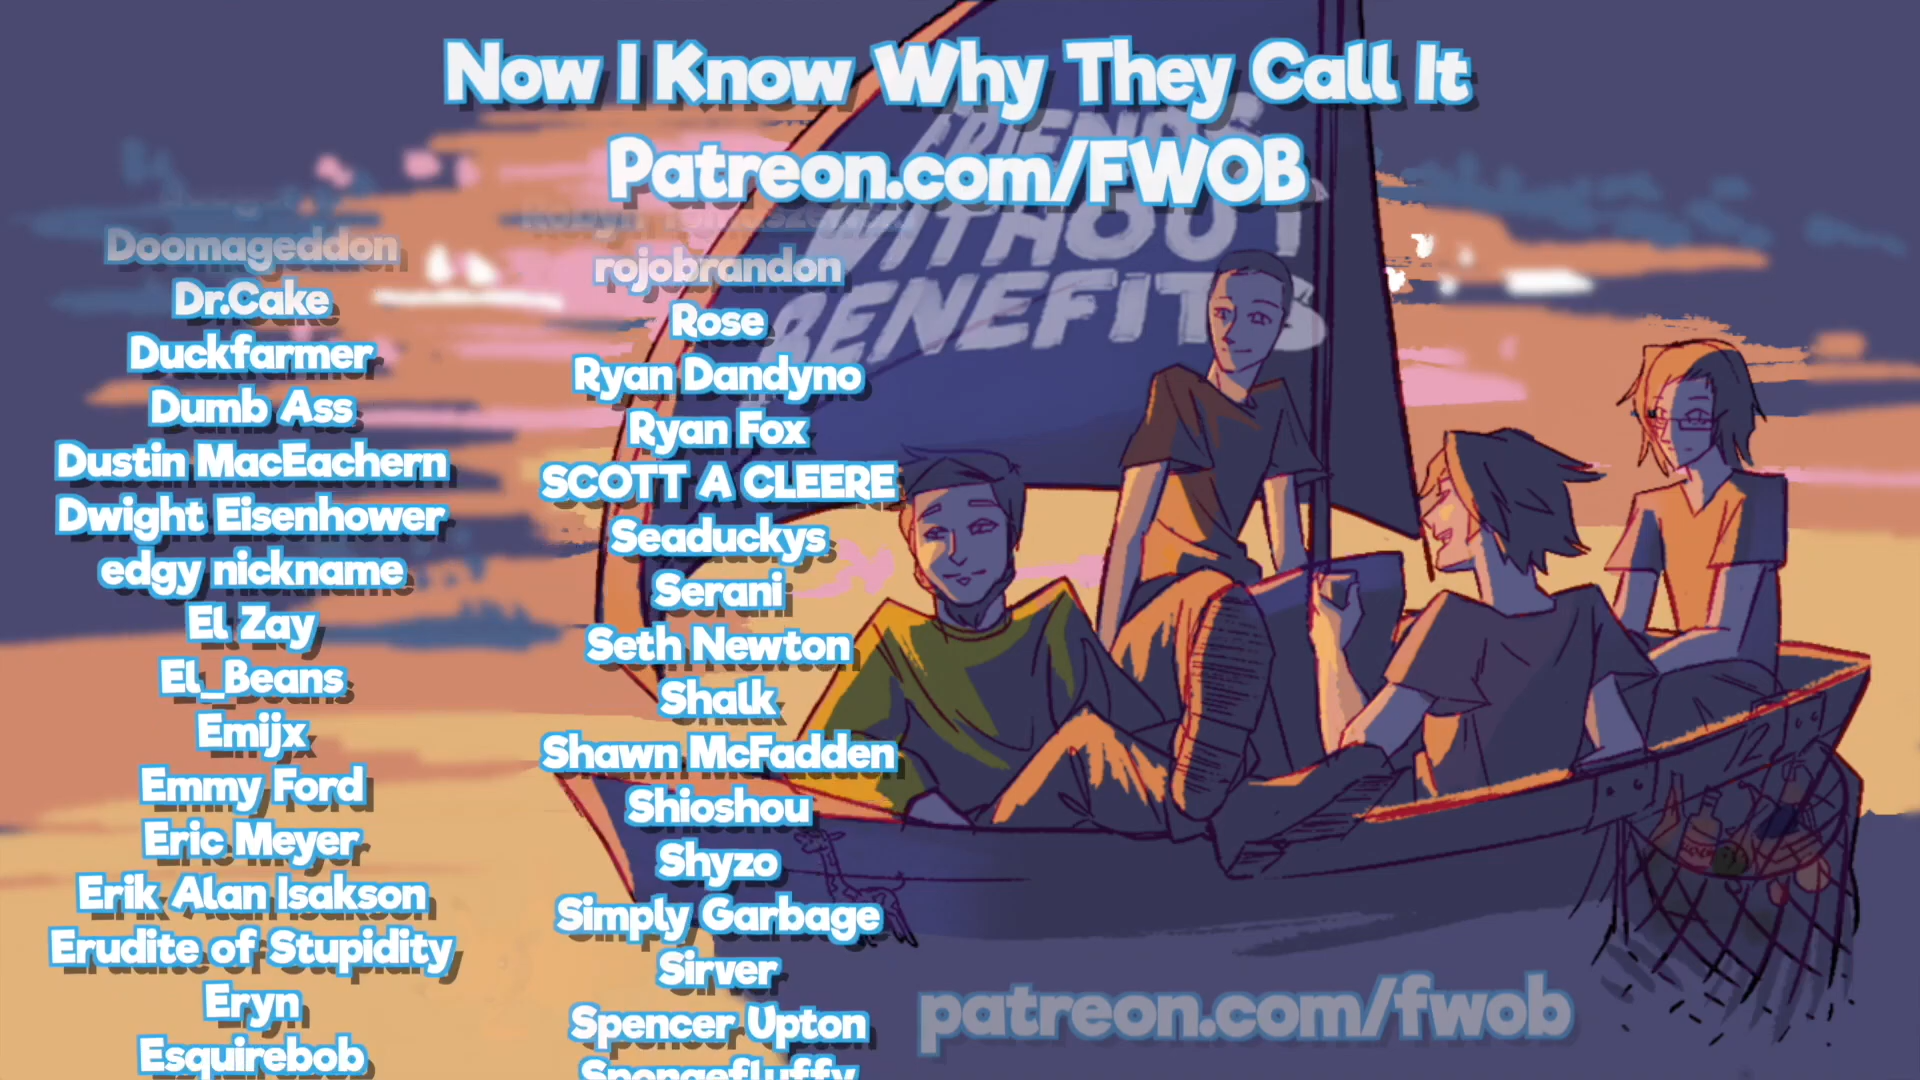 Now I Know Why They Call It
Patreon.com/FWOB
FRIENDS
WITHOUT
BENEFITS
Doomageddon
Dr.Cake
Duckfarmer
Dumb Ass
Dustin MacEachern
Dwight Eisenhower
edgy nickname
El Zay
El_Beans
Emijx
Emmy Ford
Eric Meyer
Erik Alan Isakson
Erudite of Stupidity
Eryn
Esquirebob
rojobrandon
Rose
Ryan Dandyno
Ryan Fox
SCOTT A CLEERE
Seaduckys
Serani
Seth Newton
Shalk
Shawn McFadden
Shioshou
Shyzo
Simply Garbage
Sirver
Spencer Upton
Spongefluffy
patreon.com/fwob